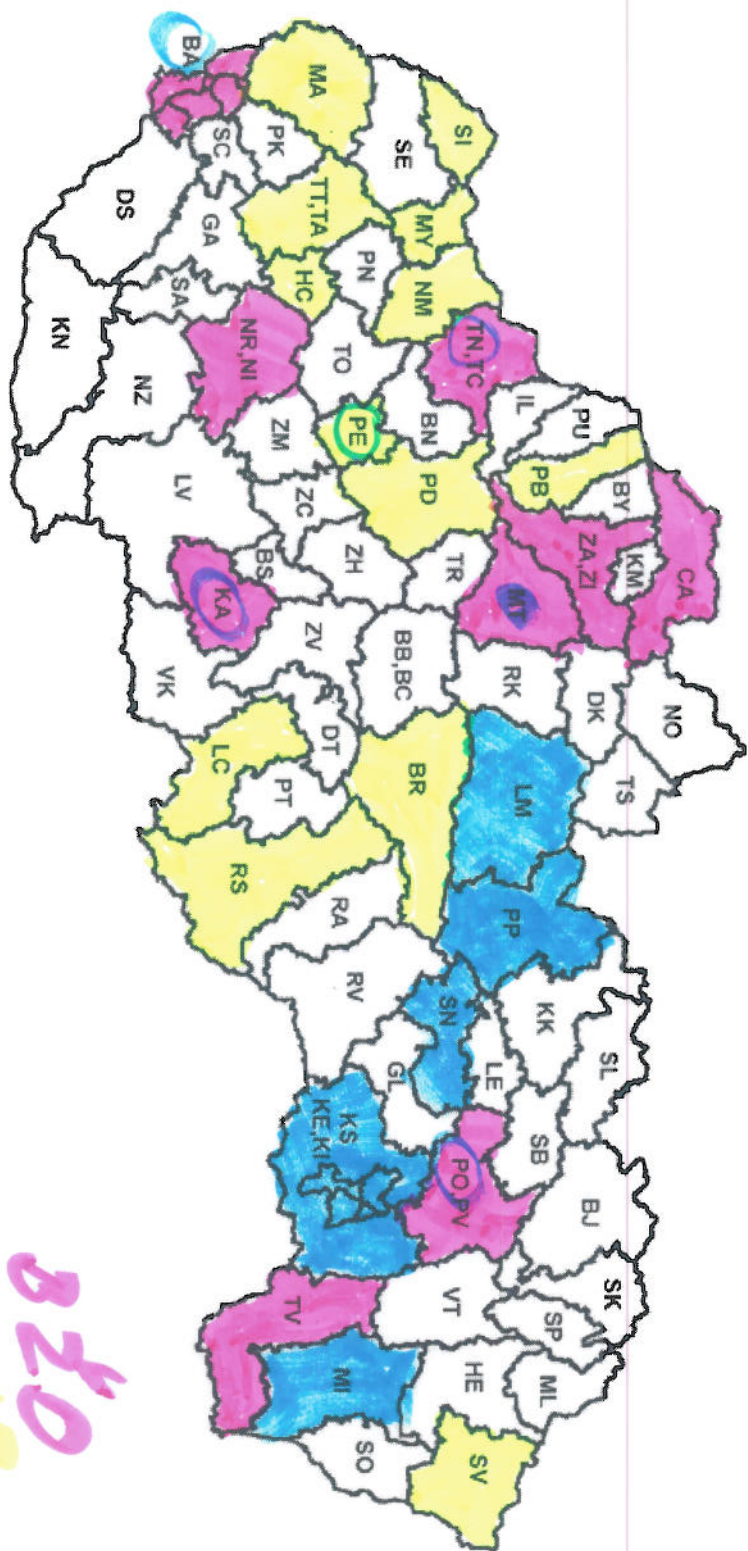 NO
CA
TS
SL
BJ
SK
KM
DK
BY
PU
ZA,ZI
KK
SB
SP
ML
IL
PB
MT
RK
LM
PP
LE
SI
TN,TC
PO,PV
VT
HE
SV
MY
NM
BN
PD
TR
BB,BC
BR
SN
GL
SE
PN
TO
PE
ZH
RV
SO
MA
TT,TA
HC
ZC
ZV
DT
RA
KS
KE,KI
MI
PK
ZM
BS
PT
TV
BA
SC
GA
NR,NI
KA
LC
RS
SA
LV
VK
DS
NZ
KN